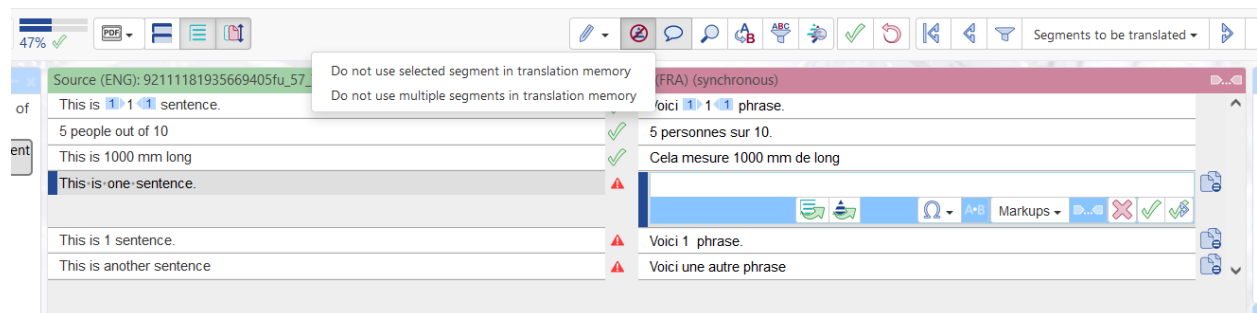 47%
PDF
A B
ABC
Segments to be translated
Do not use selected segment in translation memory
Do not use multiple segments in translation memory
Source (ENG): 92111181935669405fu_57_
(FRA) (synchronous)
of
This is 1 1 1 sentence.
Voici 1 1 1 phrase.
5 people out of 10
5 personnes sur 10.
ent
This is 1000 mm long
Cela mesure 1000 mm de long
This·is·one·sentence.
Ω
A•B
Markups
This is 1 sentence.
Voici 1  phrase.
This is another sentence
Voici une autre phrase